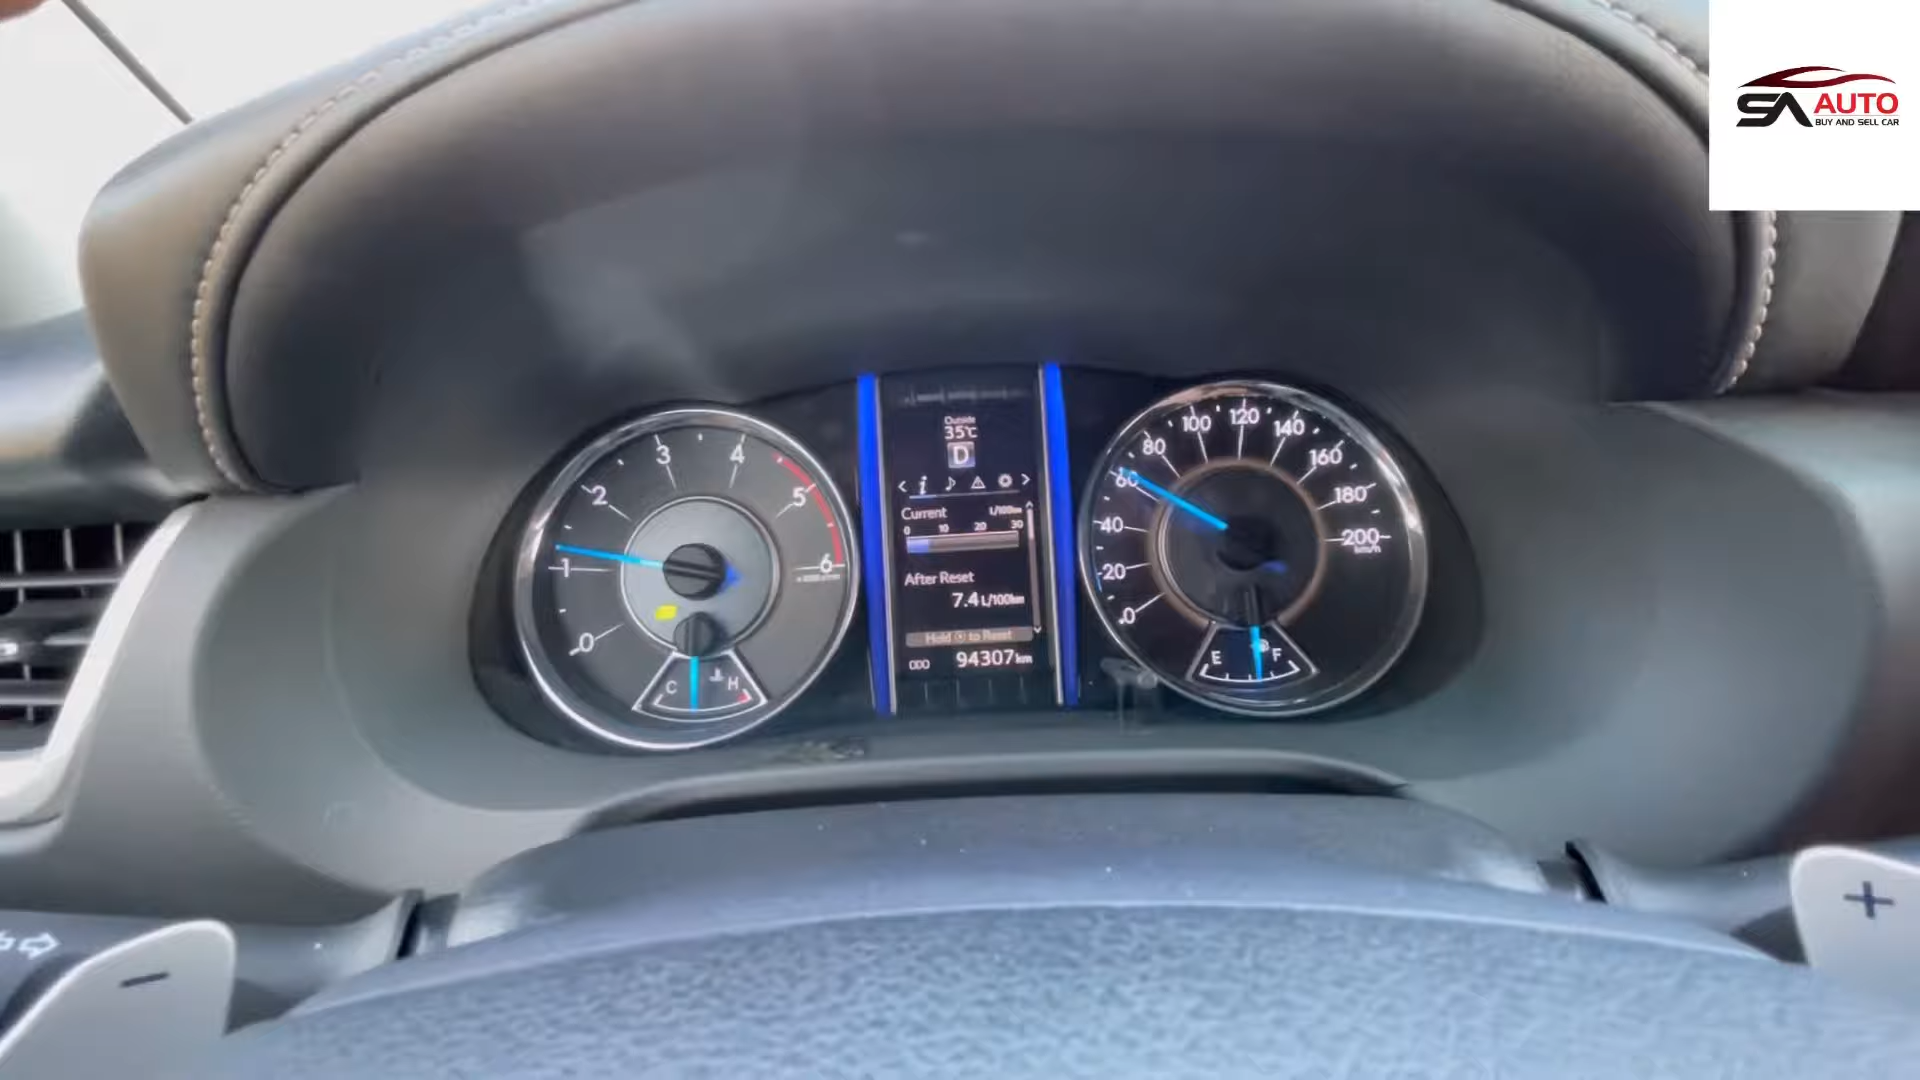 SA AUTO
BUY AND SELL CAR
Outside
35°C
D
Current L/100km
0 10 20 30
After Reset
7.4 L/100km
Hold to Reset
ODO 94307 km
0 1 2 3 4 5 6
C H
0 20 40 60 80 100 120 140 160 180 200
km/h
E F
-
+